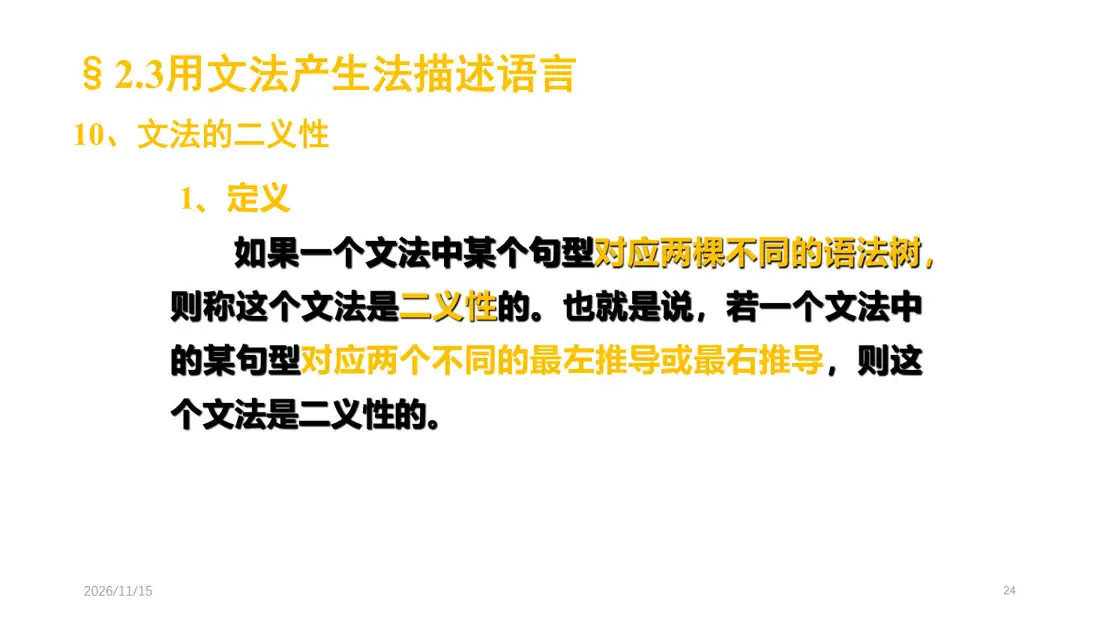 §2.3用文法产生法描述语言
10、文法的二义性
1、定义
如果一个文法中某个句型对应两棵不同的语法树，
则称这个文法是二义性的。也就是说，若一个文法中
的某句型对应两个不同的最左推导或最右推导，则这
个文法是二义性的。
2026/11/15
24